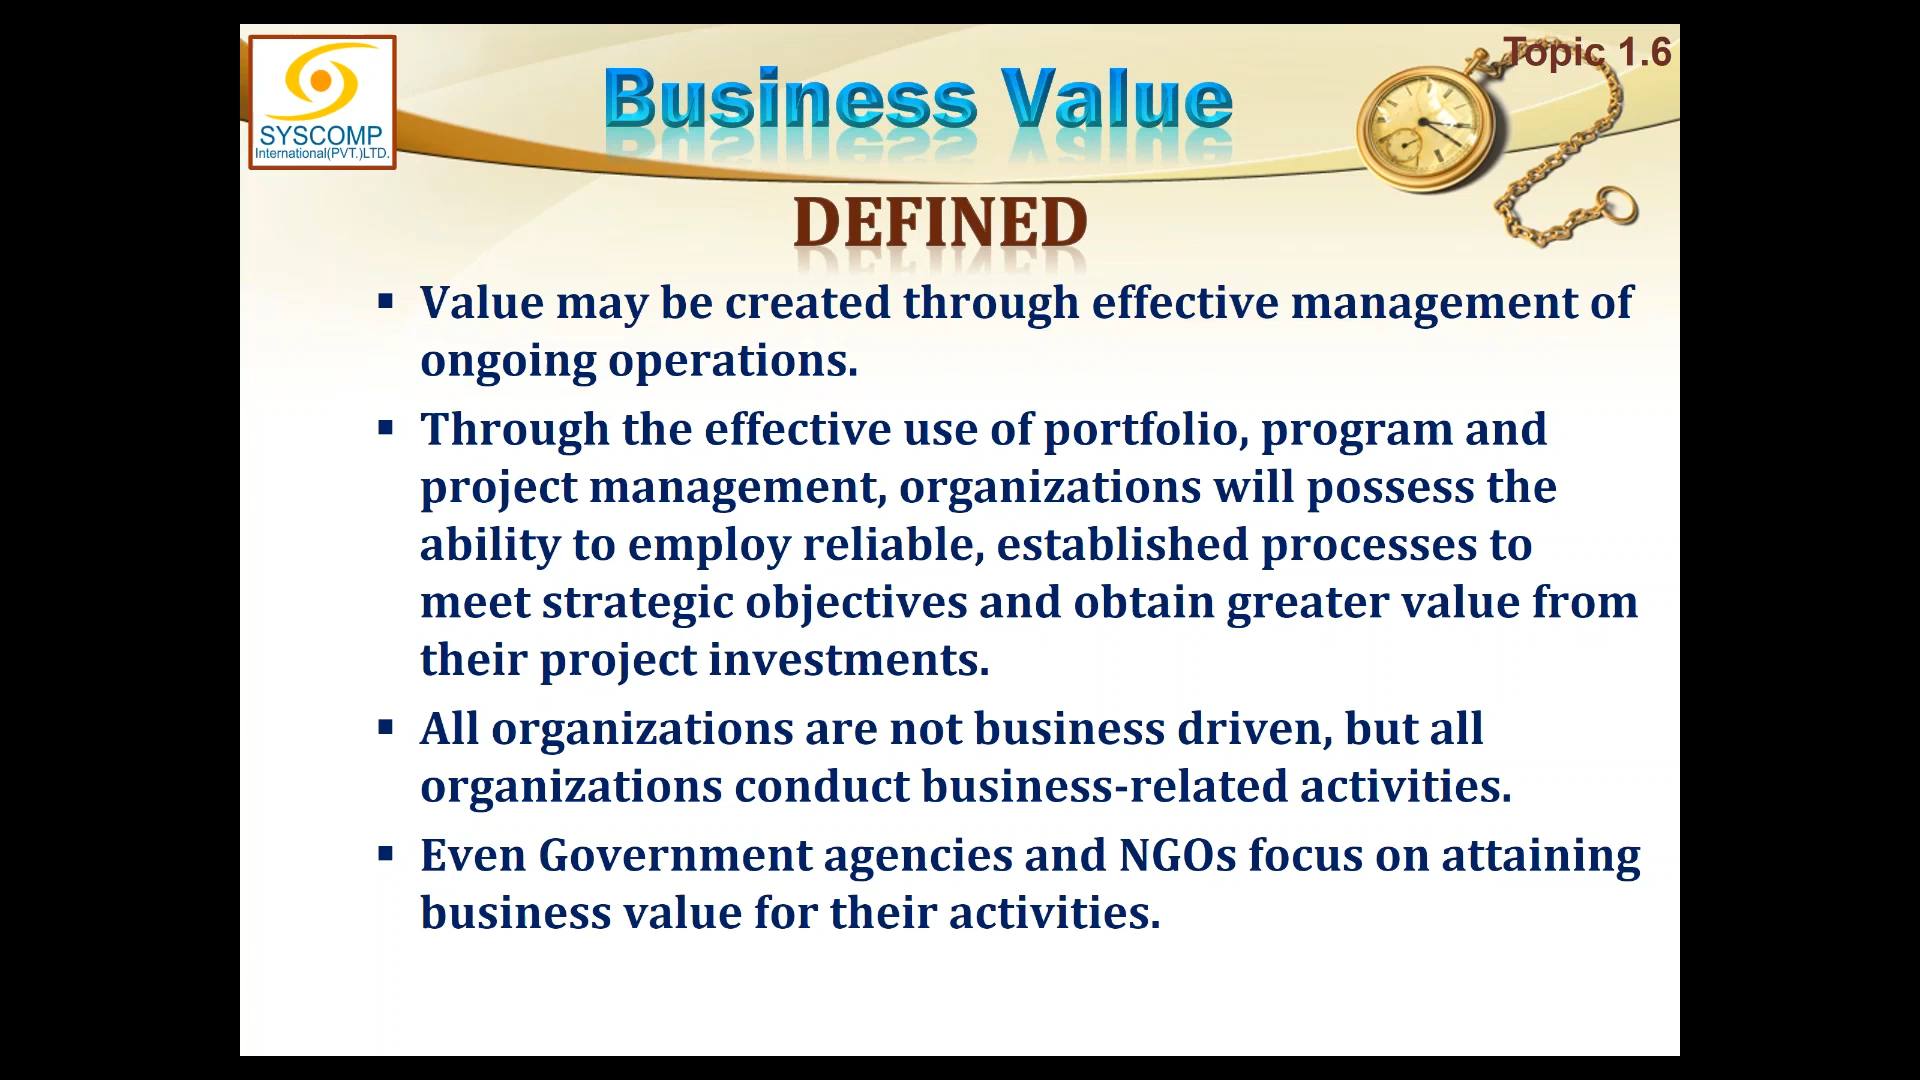 Topic 1.6
SYSCOMP
International(PVT.)LTD.
Business Value
DEFINED
▪ Value may be created through effective management of
ongoing operations.
▪ Through the effective use of portfolio, program and
project management, organizations will possess the
ability to employ reliable, established processes to
meet strategic objectives and obtain greater value from
their project investments.
▪ All organizations are not business driven, but all
organizations conduct business-related activities.
▪ Even Government agencies and NGOs focus on attaining
business value for their activities.